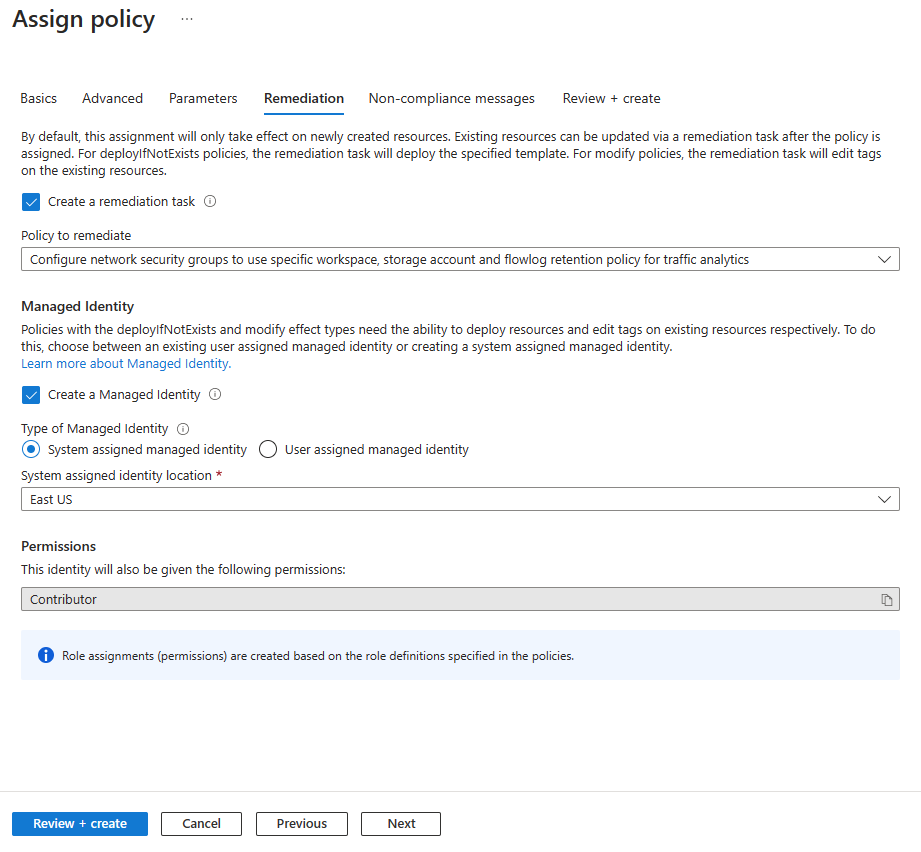 Assign policy ...
Basics Advanced Parameters Remediation Non-compliance messages Review + create
By default, this assignment will only take effect on newly created resources. Existing resources can be updated via a remediation task after the policy is
assigned. For deployIfNotExists policies, the remediation task will deploy the specified template. For modify policies, the remediation task will edit tags
on the existing resources.
Create a remediation task
Policy to remediate
Configure network security groups to use specific workspace, storage account and flowlog retention policy for traffic analytics
Managed Identity
Policies with the deployIfNotExists and modify effect types need the ability to deploy resources and edit tags on existing resources respectively. To do
this, choose between an existing user assigned managed identity or creating a system assigned managed identity.
Learn more about Managed Identity.
Create a Managed Identity
Type of Managed Identity
System assigned managed identity User assigned managed identity
System assigned identity location *
East US
Permissions
This identity will also be given the following permissions:
Contributor
Role assignments (permissions) are created based on the role definitions specified in the policies.
Review + create Cancel Previous Next